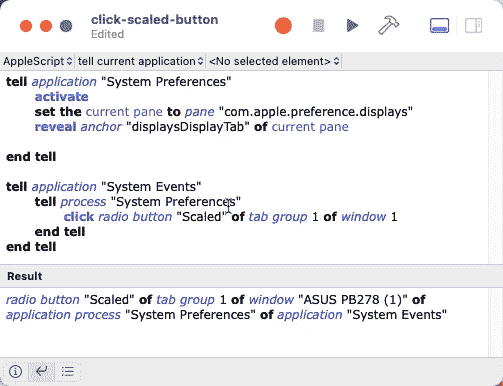 click-scaled-button
Edited
AppleScript tell current application <No selected element>
tell application "System Preferences"
activate
set the current pane to pane "com.apple.preference.displays"
reveal anchor "displaysDisplayTab" of current pane
end tell
tell application "System Events"
tell process "System Preferences"
click radio button "Scaled" of tab group 1 of window 1
end tell
end tell
Result
radio button "Scaled" of tab group 1 of window "ASUS PB278 (1)" of
application process "System Preferences" of application "System Events"